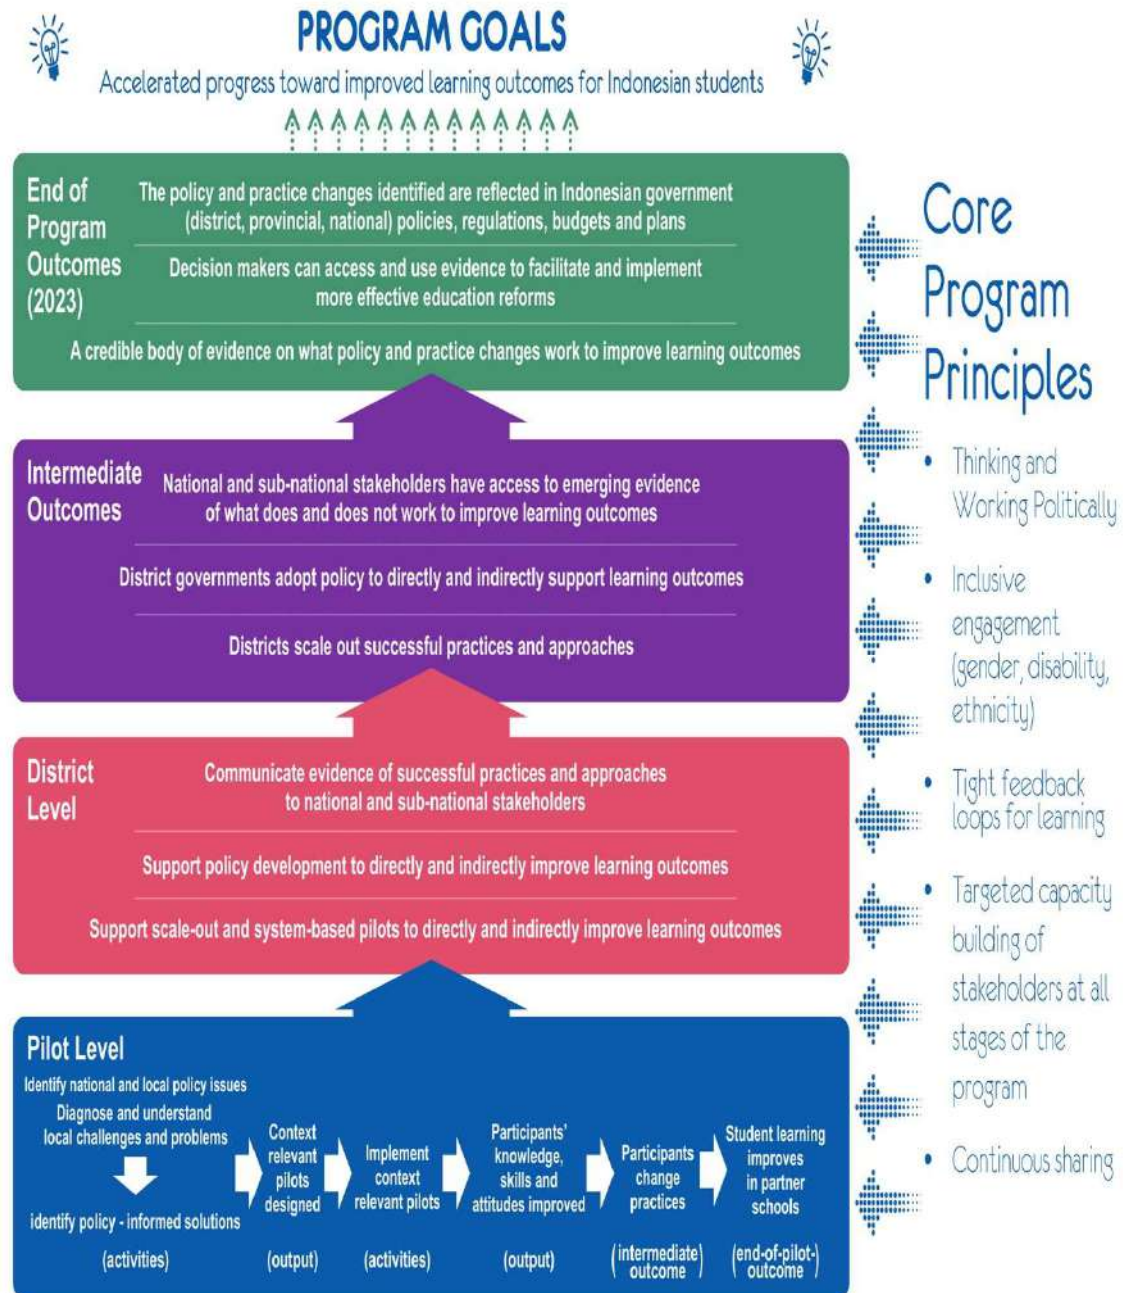 PROGRAM GOALS
Accelerated progress toward improved learning outcomes for Indonesian students
End of
Program
Outcomes
(2023)
The policy and practice changes identified are reflected in Indonesian government
(district, provincial, national) policies, regulations, budgets and plans
Decision makers can access and use evidence to facilitate and implement
more effective education reforms
A credible body of evidence on what policy and practice changes work to improve learning outcomes
Intermediate
Outcomes
National and sub-national stakeholders have access to emerging evidence
of what does and does not work to improve learning outcomes
District governments adopt policy to directly and indirectly support learning outcomes
Districts scale out successful practices and approaches
District
Level
Communicate evidence of successful practices and approaches
to national and sub-national stakeholders
Support policy development to directly and indirectly improve learning outcomes
Support scale-out and system-based pilots to directly and indirectly improve learning outcomes
Pilot Level
Identify national and local policy issues
Diagnose and understand
local challenges and problems
identify policy - informed solutions
(activities)
Context
relevant
pilots
designed
(output)
Implement
context
relevant pilots
(activities)
Participants'
knowledge,
skills and
attitudes improved
(output)
Participants
change
practices
(intermediate
outcome)
Student learning
improves
in partner
schools
(end-of-pilot-
outcome)
Core
Program
Principles
• Thinking and
Working Politically
• Inclusive
engagement
(gender, disability,
ethnicity)
• Tight feedback
loops for learning
• Targeted capacity
building of
stakeholders at all
stages of the
program
• Continuous sharing